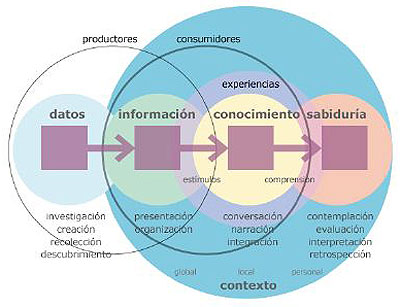 productores
consumidores
experiencias
datos
información
conocimiento
sabiduría
estímulos
comprensión
investigación
creación
recolección
descubrimiento
presentación
organización
conversación
narración
integración
contemplación
evaluación
interpretación
retrospección
global
local
personal
contexto